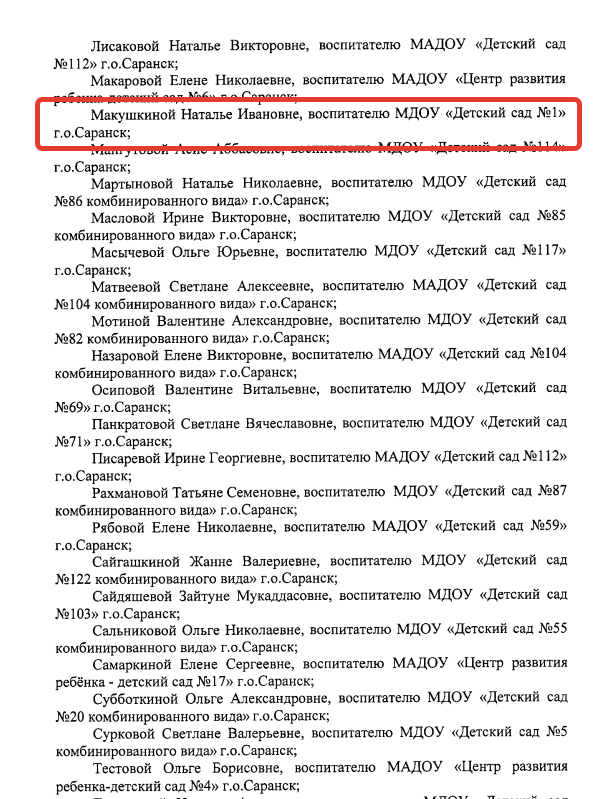 Лисаковой Наталье Викторовне, воспитателю МАДОУ «Детский сад
№112» г.о.Саранск;
Макаровой Елене Николаевне, воспитателю МАДОУ «Центр развития
ребенка-детский сад №6» г.о.Саранск;
Макушкиной Наталье Ивановне, воспитателю МДОУ «Детский сад №1»
г.о.Саранск;
Мангутовой Асие Аббасовне, воспитателю МДОУ «Детский сад №114»
г.о.Саранск;
Мартыновой Наталье Николаевне, воспитателю МДОУ «Детский сад
№86 комбинированного вида» г.о.Саранск;
Масловой Ирине Викторовне, воспитателю МДОУ «Детский сад №85
комбинированного вида» г.о.Саранск;
Масычевой Ольге Юрьевне, воспитателю МДОУ «Детский сад №117»
г.о.Саранск;
Матвеевой Светлане Алексеевне, воспитателю МАДОУ «Детский сад
№104 комбинированного вида» г.о.Саранск;
Мотиной Валентине Александровне, воспитателю МДОУ «Детский сад
№82 комбинированного вида» г.о.Саранск;
Назаровой Елене Викторовне, воспитателю МАДОУ «Детский сад №104
комбинированного вида» г.о.Саранск;
Осиповой Валентине Витальевне, воспитателю МДОУ «Детский сад
№69» г.о.Саранск;
Панкратовой Светлане Вячеславовне, воспитателю МДОУ «Детский сад
№71» г.о.Саранск;
Писаревой Ирине Георгиевне, воспитателю МАДОУ «Детский сад №112»
г.о.Саранск;
Рахмановой Татьяне Семеновне, воспитателю МДОУ «Детский сад №87
комбинированного вида» г.о.Саранск;
Рябовой Елене Николаевне, воспитателю МАДОУ «Детский сад №59»
г.о.Саранск;
Сайгашкиной Жанне Валериевне, воспитателю МДОУ «Детский сад
№122 комбинированного вида» г.о.Саранск;
Сайдяшевой Зайтуне Мукаддасовне, воспитателю МДОУ «Детский сад
№103» г.о.Саранск;
Сальниковой Ольге Николаевне, воспитателю МДОУ «Детский сад №55
комбинированного вида» г.о.Саранск;
Самаркиной Елене Сергеевне, воспитателю МАДОУ «Центр развития
ребёнка - детский сад №17» г.о.Саранск;
Субботкиной Ольге Александровне, воспитателю МДОУ «Детский сад
№20 комбинированного вида» г.о.Саранск;
Сурковой Светлане Валерьевне, воспитателю МДОУ «Детский сад №5
комбинированного вида» г.о.Саранск;
Тестовой Ольге Борисовне, воспитателю МАДОУ «Центр развития
ребенка-детский сад №4» г.о.Саранск;